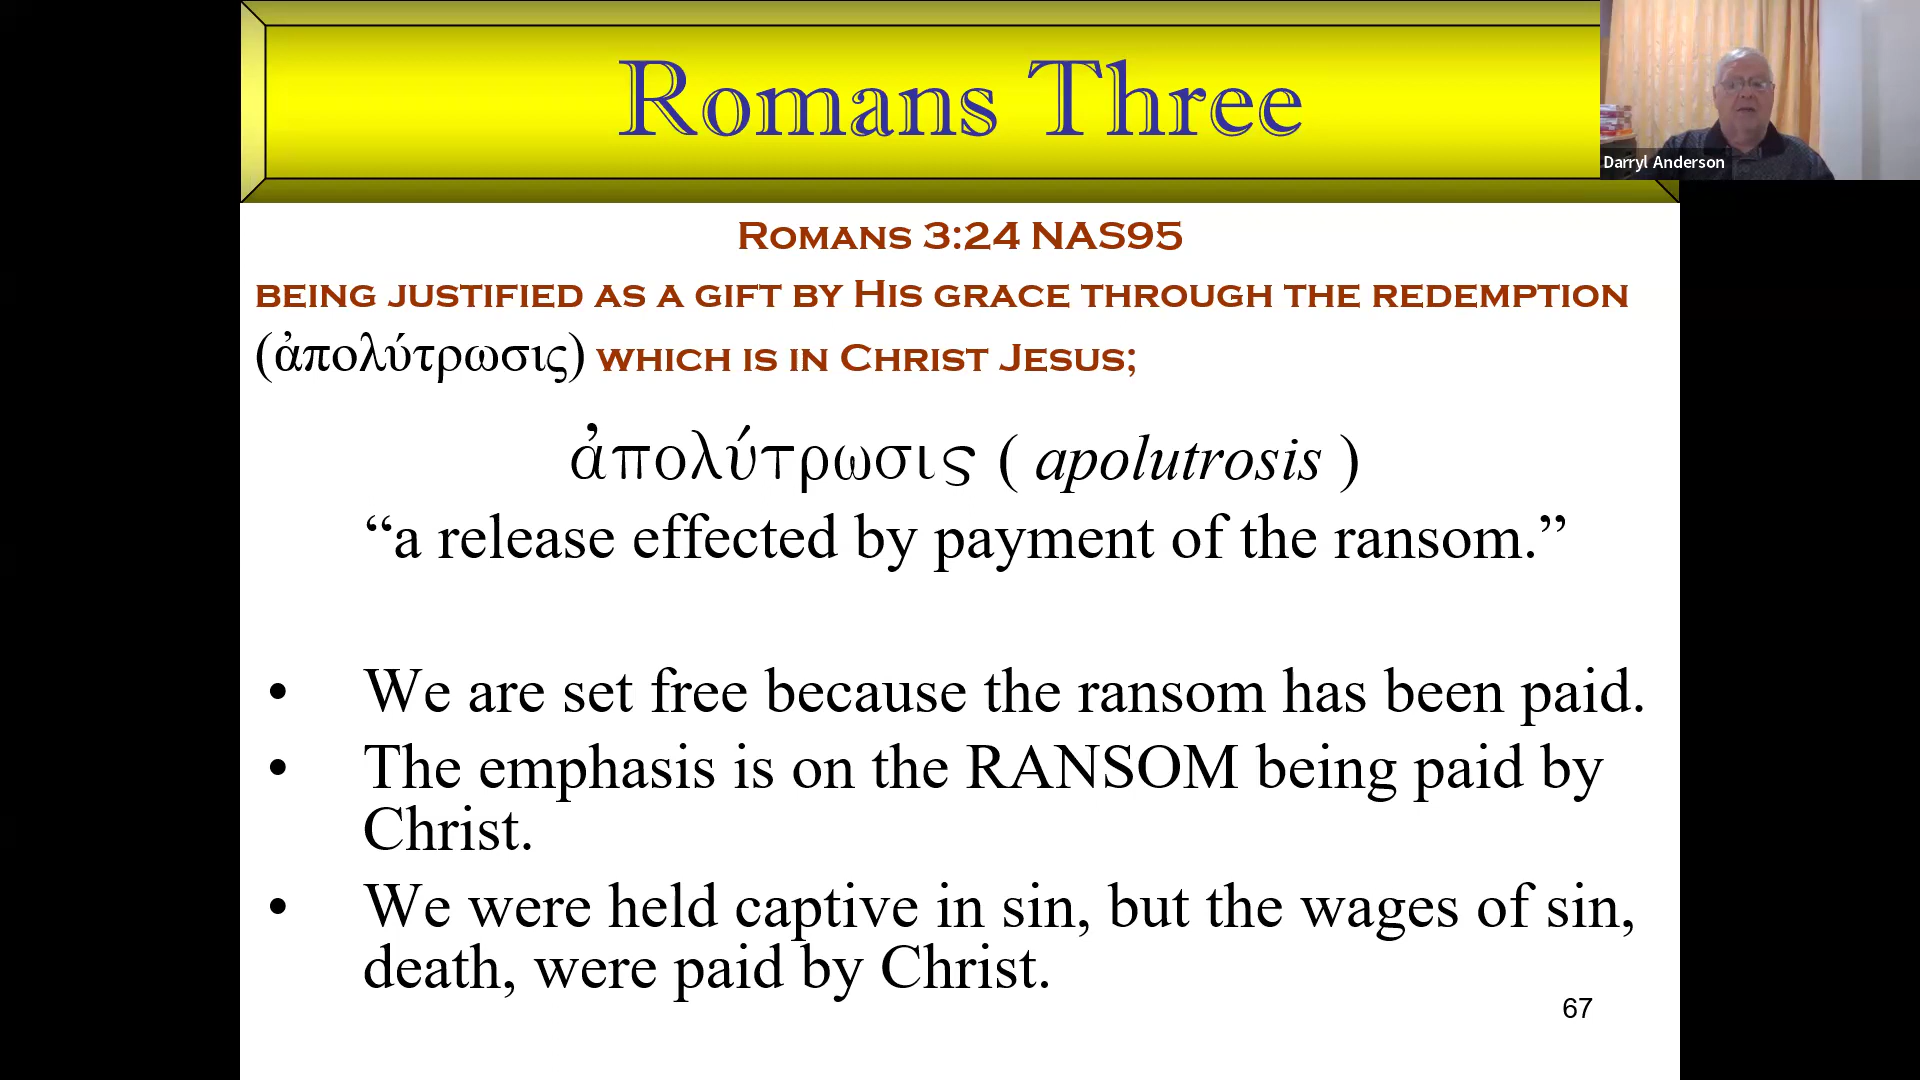 Romans Three
Darryl Anderson
Romans 3:24 NAS95
being justified as a gift by His grace through the redemption
(ἀπολύτρωσις) which is in Christ Jesus;
ἀπολύτρωσις ( apolutrosis )
“a release effected by payment of the ransom.”
• We are set free because the ransom has been paid.
• The emphasis is on the RANSOM being paid by
Christ.
• We were held captive in sin, but the wages of sin,
death, were paid by Christ.
67